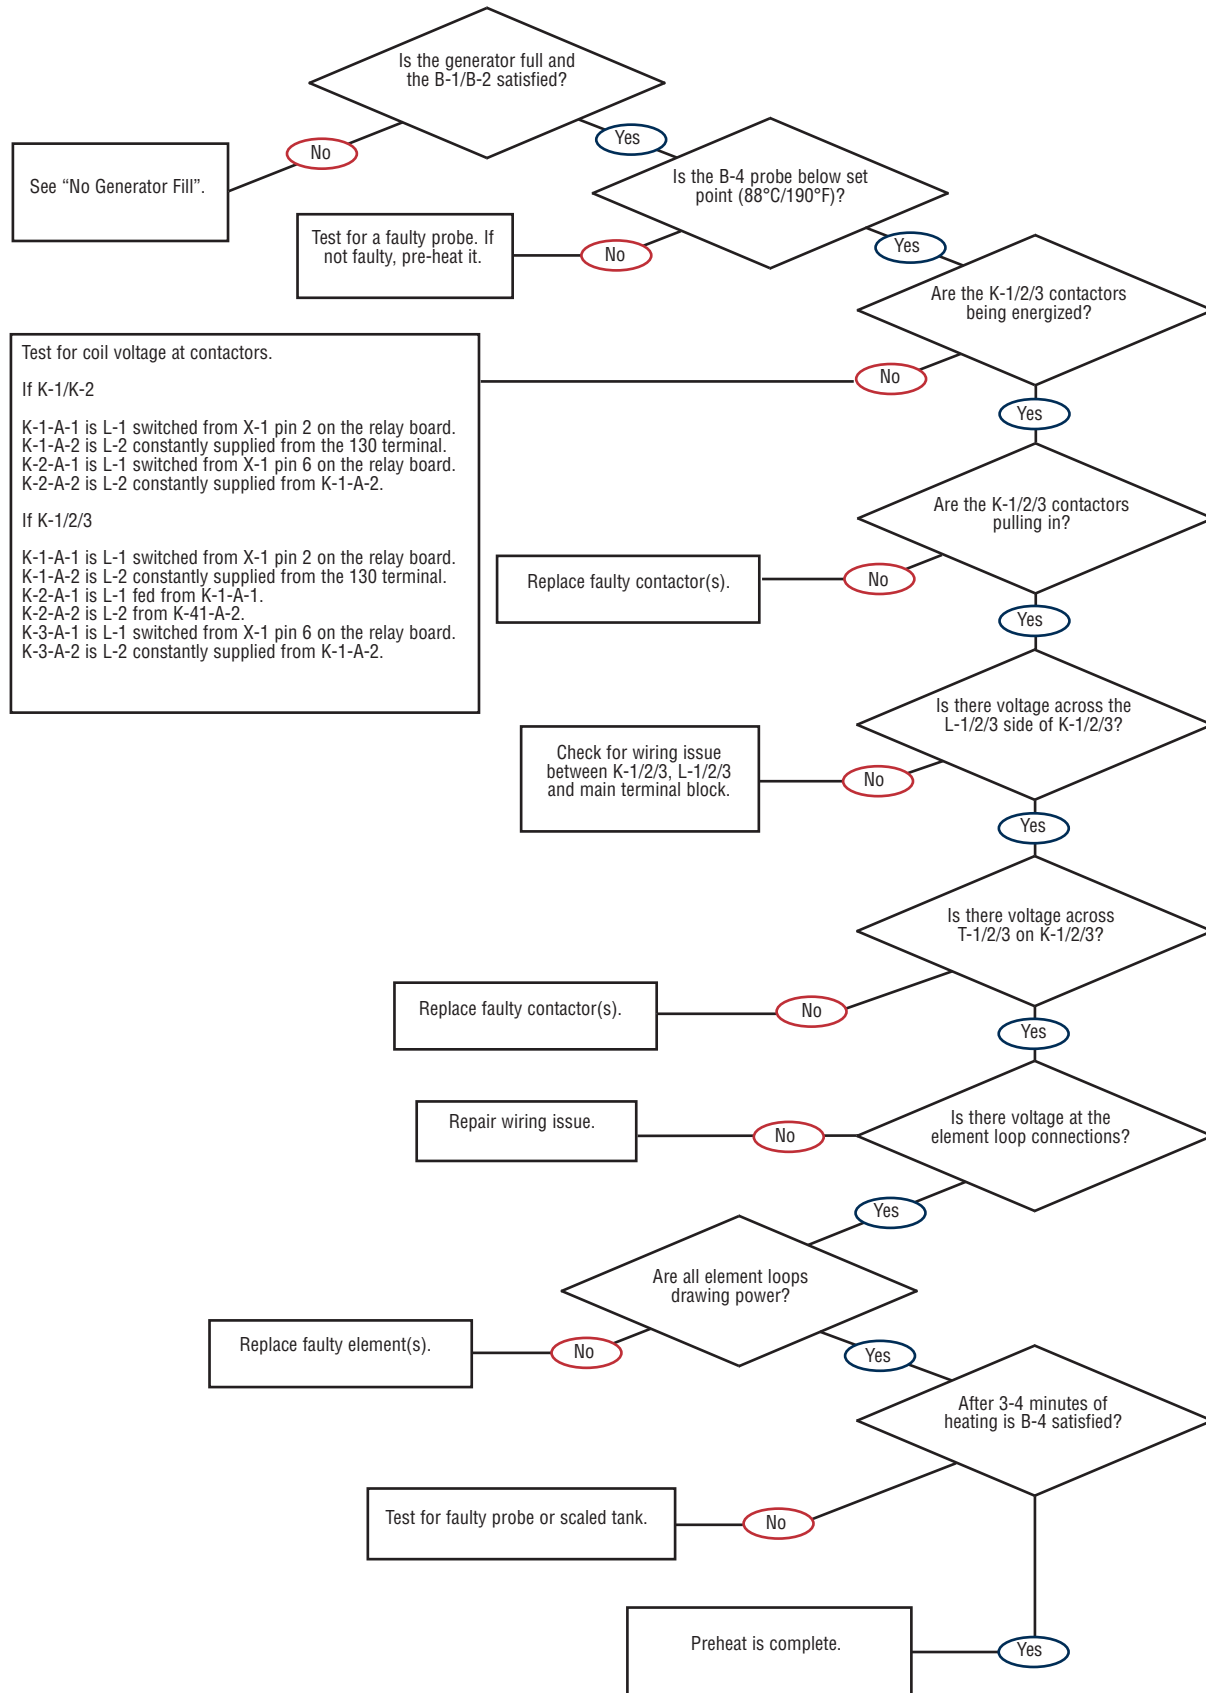 Is the generator full and
the B-1/B-2 satisfied?
No
Yes
See “No Generator Fill”.
Is the B-4 probe below set
point (88°C/190°F)?
Test for a faulty probe. If
not faulty, pre-heat it.
No
Yes
Are the K-1/2/3 contactors
being energized?
Test for coil voltage at contactors.
If K-1/K-2
K-1-A-1 is L-1 switched from X-1 pin 2 on the relay board.
K-1-A-2 is L-2 constantly supplied from the 130 terminal.
K-2-A-1 is L-1 switched from X-1 pin 6 on the relay board.
K-2-A-2 is L-2 constantly supplied from K-1-A-2.
If K-1/2/3
K-1-A-1 is L-1 switched from X-1 pin 2 on the relay board.
K-1-A-2 is L-2 constantly supplied from the 130 terminal.
K-2-A-1 is L-1 fed from K-1-A-1.
K-2-A-2 is L-2 from K-41-A-2.
K-3-A-1 is L-1 switched from X-1 pin 6 on the relay board.
K-3-A-2 is L-2 constantly supplied from K-1-A-2.
No
Yes
Are the K-1/2/3 contactors
pulling in?
Replace faulty contactor(s).
No
Yes
Is there voltage across the
L-1/2/3 side of K-1/2/3?
Check for wiring issue
between K-1/2/3, L-1/2/3
and main terminal block.
No
Yes
Is there voltage across
T-1/2/3 on K-1/2/3?
Replace faulty contactor(s).
No
Yes
Is there voltage at the
element loop connections?
Repair wiring issue.
No
Yes
Are all element loops
drawing power?
Replace faulty element(s).
No
Yes
After 3-4 minutes of
heating is B-4 satisfied?
Test for faulty probe or scaled tank.
No
Preheat is complete.
Yes